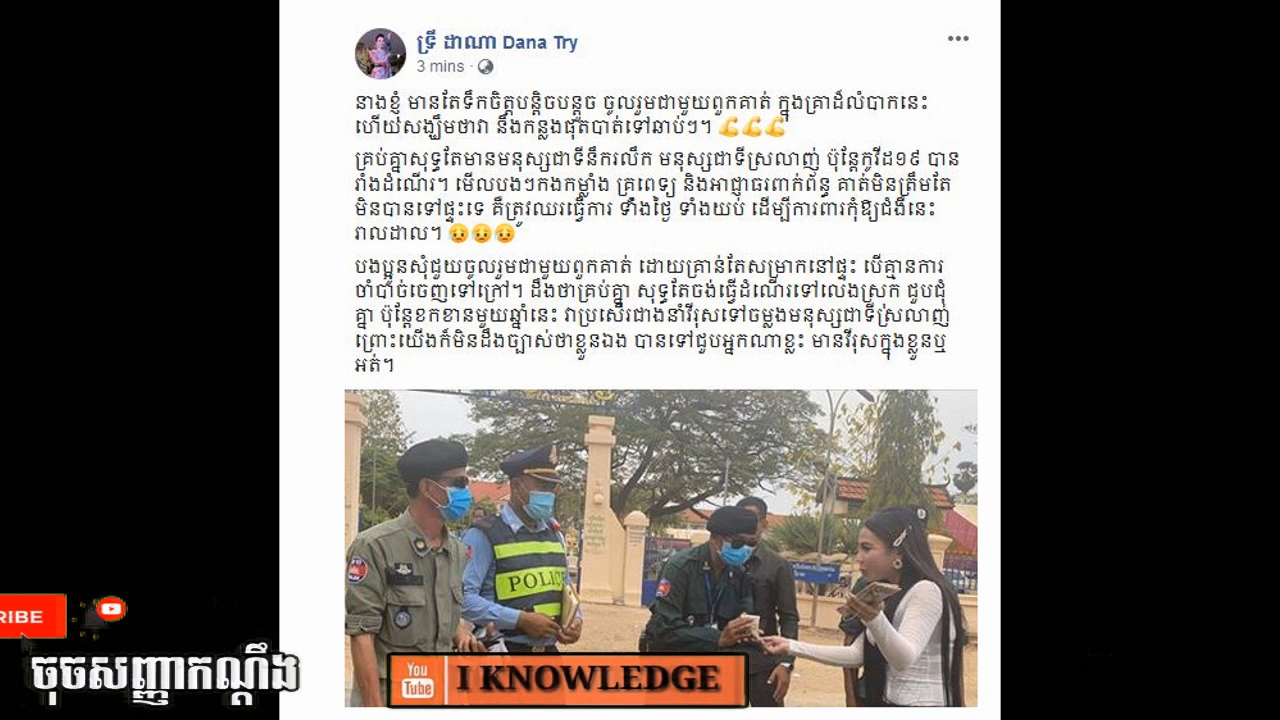 ទ្រី ដាណា Dana Try
3 mins ·
នាងខ្ញុំ មានតែទឹកចិត្តបន្តិចបន្តួច ចូលរួមជាមួយពួកគាត់ ក្នុងគ្រាដ៏លំបាកនេះ
ហើយសង្ឃឹមថាវា នឹងកន្លងផុតបាត់ទៅឆាប់ៗ។ 💪💪💪
គ្រប់គ្នាសុទ្ធតែមានមនុស្សជាទីនឹករលឹក មនុស្សជាទីស្រលាញ់ ប៉ុន្តែកូវីដ១៩ បាន
រាំងដំណើរ។ មើលបងៗកងកម្លាំង គ្រូពេទ្យ និងអាជ្ញាធរពាក់ព័ន្ធ គាត់មិនត្រឹមតែ
មិនបានទៅផ្ទះទេ គឺត្រូវឈរធ្វើការ ទាំងថ្ងៃ ទាំងយប់ ដើម្បីការពារកុំឱ្យជំងឺនេះ
រាលដាល។ 😥😥😥
បងប្អូនសុំជួយចូលរួមជាមួយពួកគាត់ ដោយគ្រាន់តែសម្រាកនៅផ្ទះ បើគ្មានការ
ចាំបាច់ចេញទៅក្រៅ។ ដឹងថាគ្រប់គ្នា សុទ្ធតែចង់ធ្វើដំណើរទៅលេងស្រុក ជួបជុំ
គ្នា ប៉ុន្តែខកខានមួយឆ្នាំនេះ វាប្រសើរជាងនាំវីរុសទៅចម្លងមនុស្សជាទីស្រលាញ់
ព្រោះយើងក៏មិនដឹងច្បាស់ថាខ្លួនឯង បានទៅជួបអ្នកណាខ្លះ មានវីរុសក្នុងខ្លួនឬ
អត់។
POLICE
RIBE
ចុចសញ្ញាកណ្ដឹង
You Tube I KNOWLEDGE